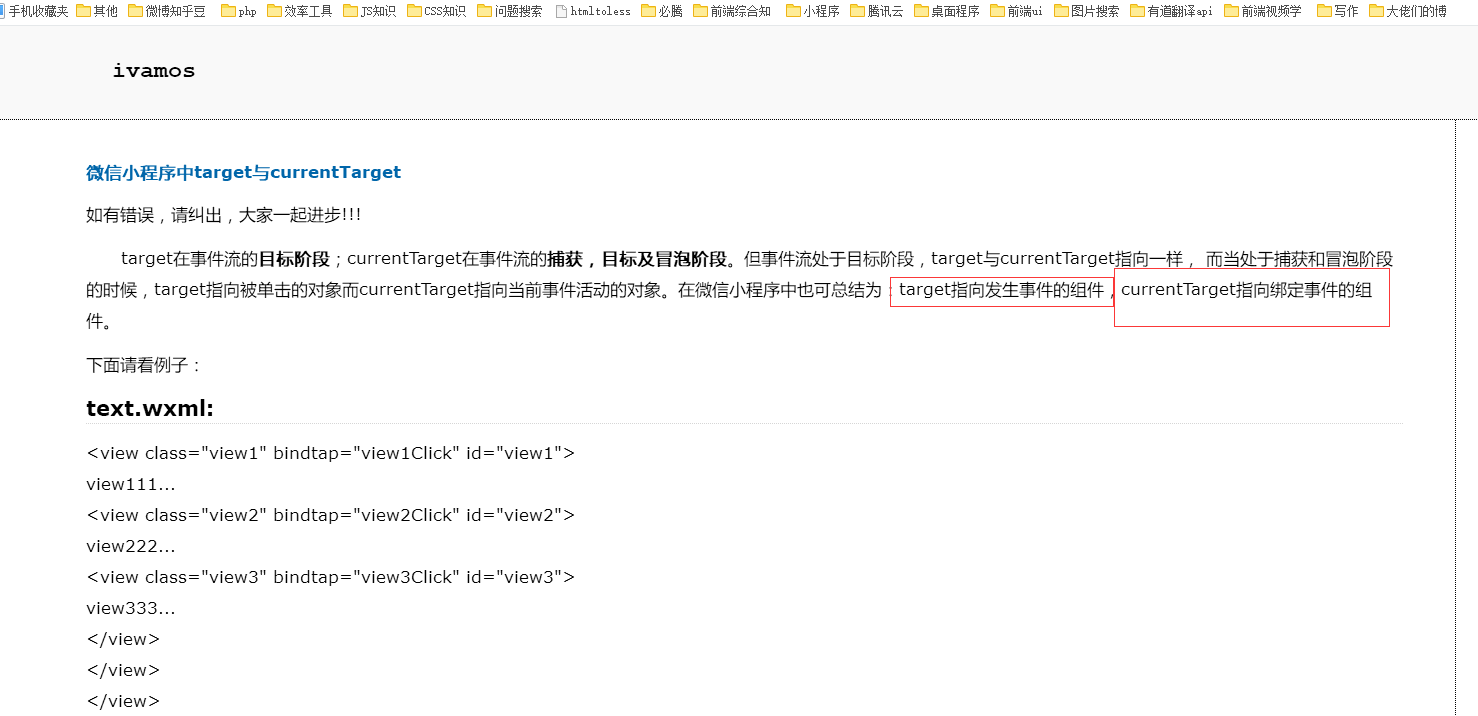 手机收藏夹 其他 微博知乎豆 php 效率工具 JS知识 CSS知识 问题搜索 htmltoless 必腾 前端综合知 小程序 腾讯云 桌面程序 前端ui 图片搜索 有道翻译api 前端视频学 写作 大佬们的博
ivamos
微信小程序中target与currentTarget
如有错误，请纠出，大家一起进步!!!
target在事件流的目标阶段；currentTarget在事件流的捕获，目标及冒泡阶段。但事件流处于目标阶段，target与currentTarget指向一样， 而当处于捕获和冒泡阶段
的时候，target指向被单击的对象而currentTarget指向当前事件活动的对象。在微信小程序中也可总结为：target指向发生事件的组件，currentTarget指向绑定事件的组
件。
下面请看例子：
text.wxml:
<view class="view1" bindtap="view1Click" id="view1">
view111...
<view class="view2" bindtap="view2Click" id="view2">
view222...
<view class="view3" bindtap="view3Click" id="view3">
view333...
</view>
</view>
</view>